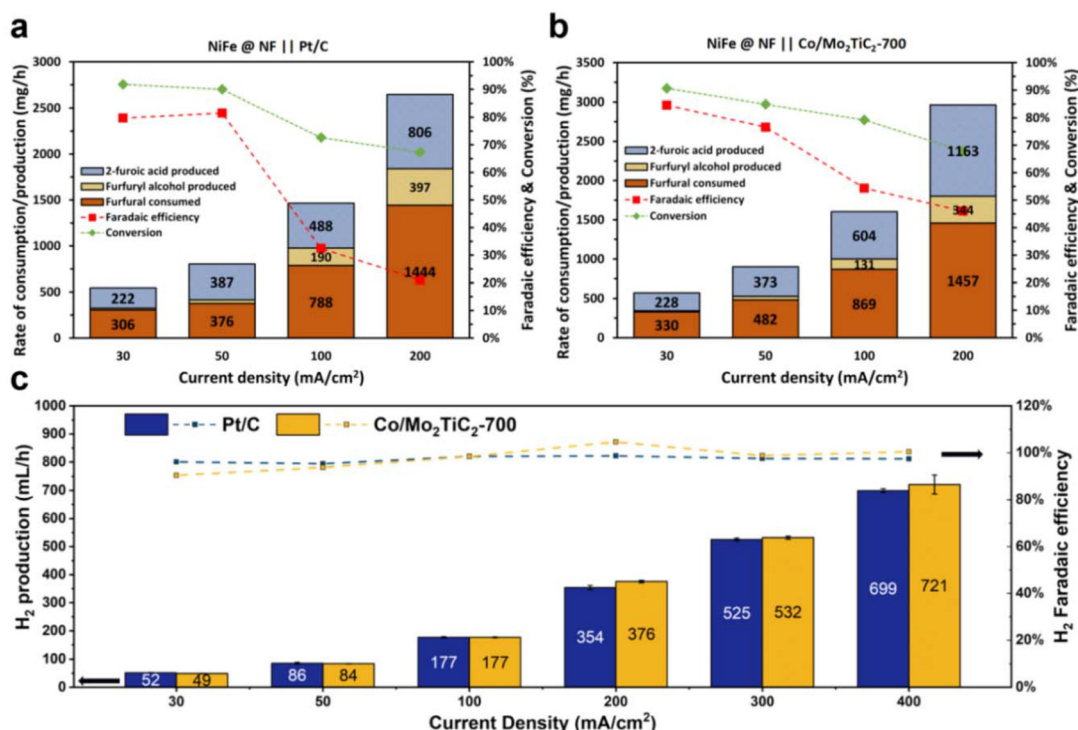 a
NiFe @ NF || Pt/C
Rate of consumption/production (mg/h)
3000
2500
2000
1500
1000
500
0
2-furoic acid produced
Furfuryl alcohol produced
Furfural consumed
Faradaic efficiency
Conversion
222
306
387
376
488
190
788
806
397
1444
100%
90%
80%
70%
60%
50%
40%
30%
20%
10%
0%
Faradaic efficiency & Conversion (%)
30 50 100 200
Current density (mA/cm²)
b
NiFe @ NF || Co/Mo₂TiC₂-700
Rate of consumption/production (mg/h)
3500
3000
2500
2000
1500
1000
500
0
2-furoic acid produced
Furfuryl alcohol produced
Furfural consumed
Faradaic efficiency
Conversion
228
330
373
482
604
131
869
1163
344
1457
100%
90%
80%
70%
60%
50%
40%
30%
20%
10%
0%
Faradaic efficiency & Conversion (%)
30 50 100 200
Current density (mA/cm²)
c
H₂ production (mL/h)
1000
900
800
700
600
500
400
300
200
100
0
Pt/C Co/Mo₂TiC₂-700
52 49
86 84
177 177
354 376
525 532
699 721
120%
100%
80%
60%
40%
20%
0%
H₂ Faradaic efficiency
30 50 100 200 300 400
Current Density (mA/cm²)